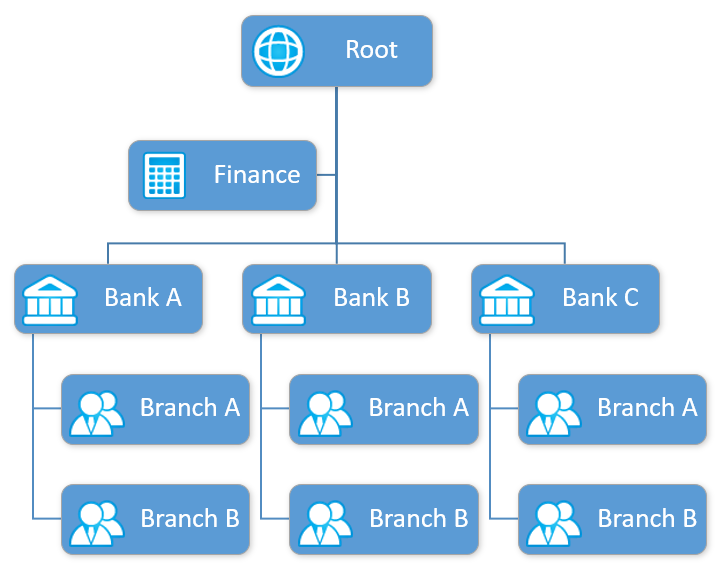 Root
Finance
Bank A
Bank B
Bank C
Branch A
Branch A
Branch A
Branch B
Branch B
Branch B